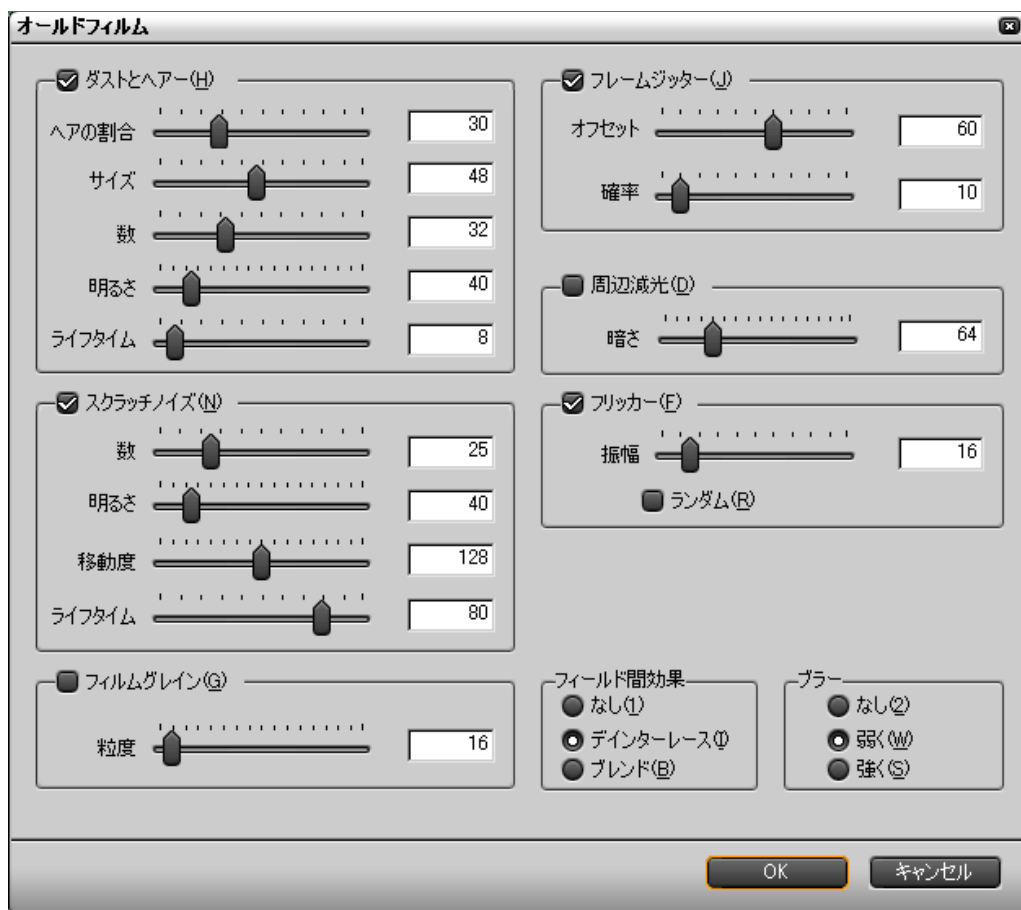 オールドフィルム
ダストとヘアー(H)
ヘアの割合 30
サイズ 48
数 32
明るさ 40
ライフタイム 8
スクラッチノイズ(N)
数 25
明るさ 40
移動度 128
ライフタイム 80
フィルムグレイン(G)
粒度 16
フレームジッター(J)
オフセット 60
確率 10
周辺減光(D)
暗さ 64
フリッカー(F)
振幅 16
ランダム(R)
フィールド間効果
なし(1)
デインターレース(I)
ブレンド(B)
ブラー
なし(2)
弱く(W)
強く(S)
OK
キャンセル